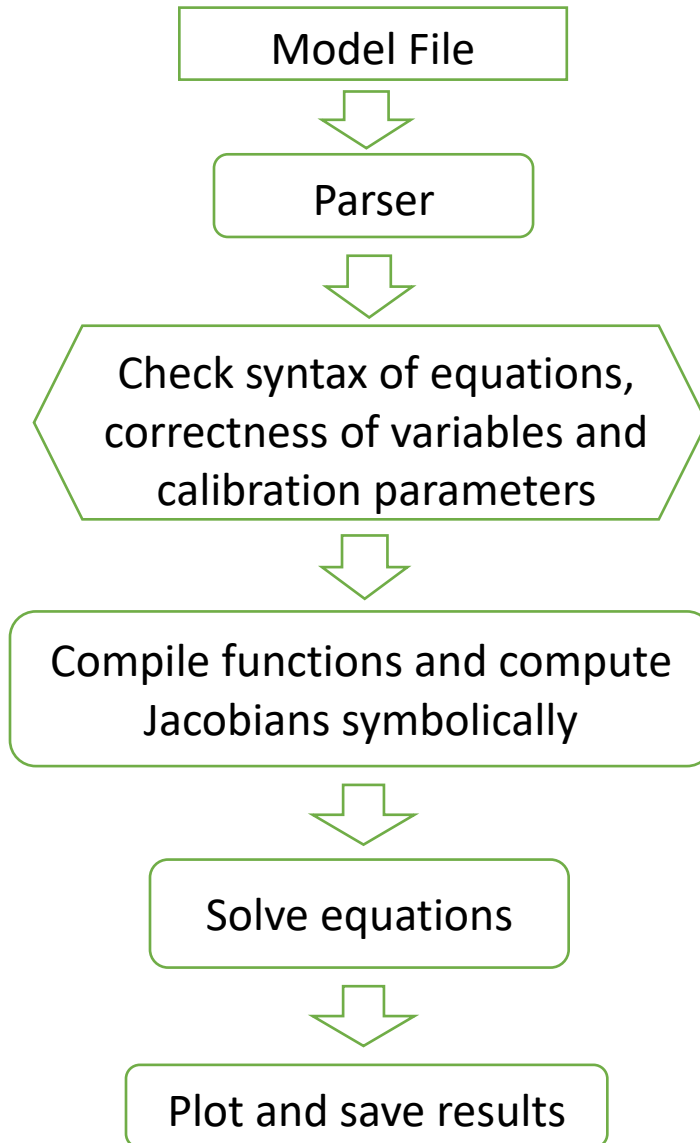 Model File
Parser
Check syntax of equations,
correctness of variables and
calibration parameters
Compile functions and compute
Jacobians symbolically
Solve equations
Plot and save results